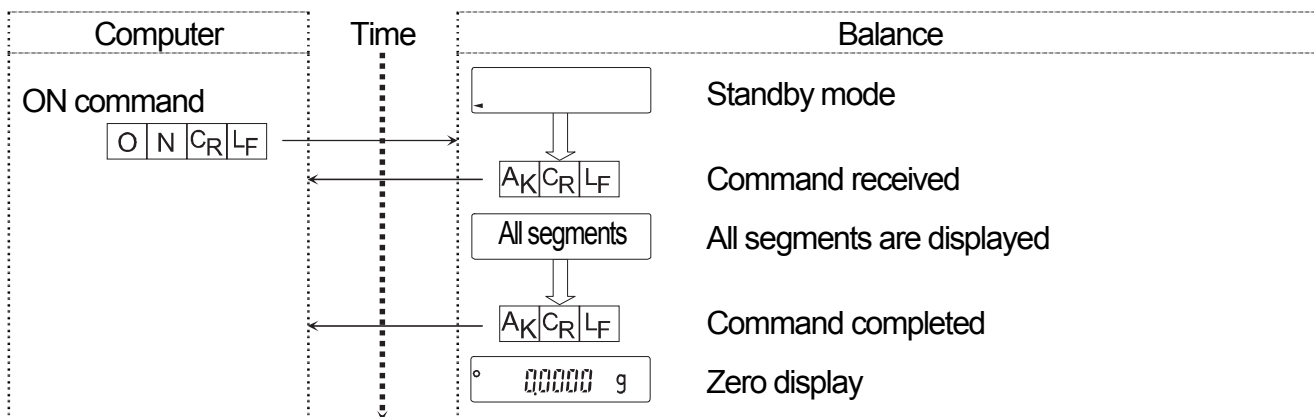 Computer Time Balance
Standby mode
ON command
O N CR LF
AK CR LF Command received
All segments All segments are displayed
AK CR LF Command completed
0.0000 g Zero display